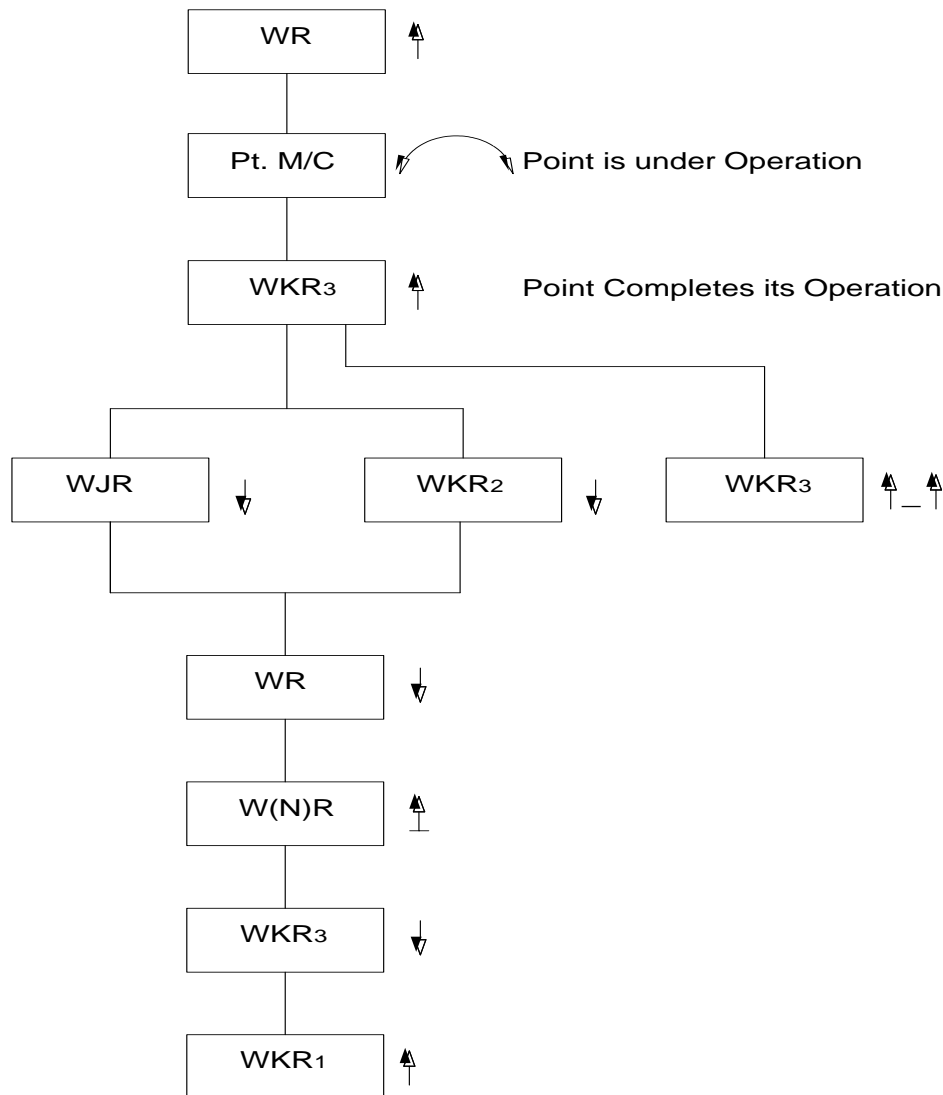 WR
Pt. M/C
Point is under Operation
WKR3
Point Completes its Operation
WJR
WKR2
WKR3
WR
W(N)R
WKR3
WKR1